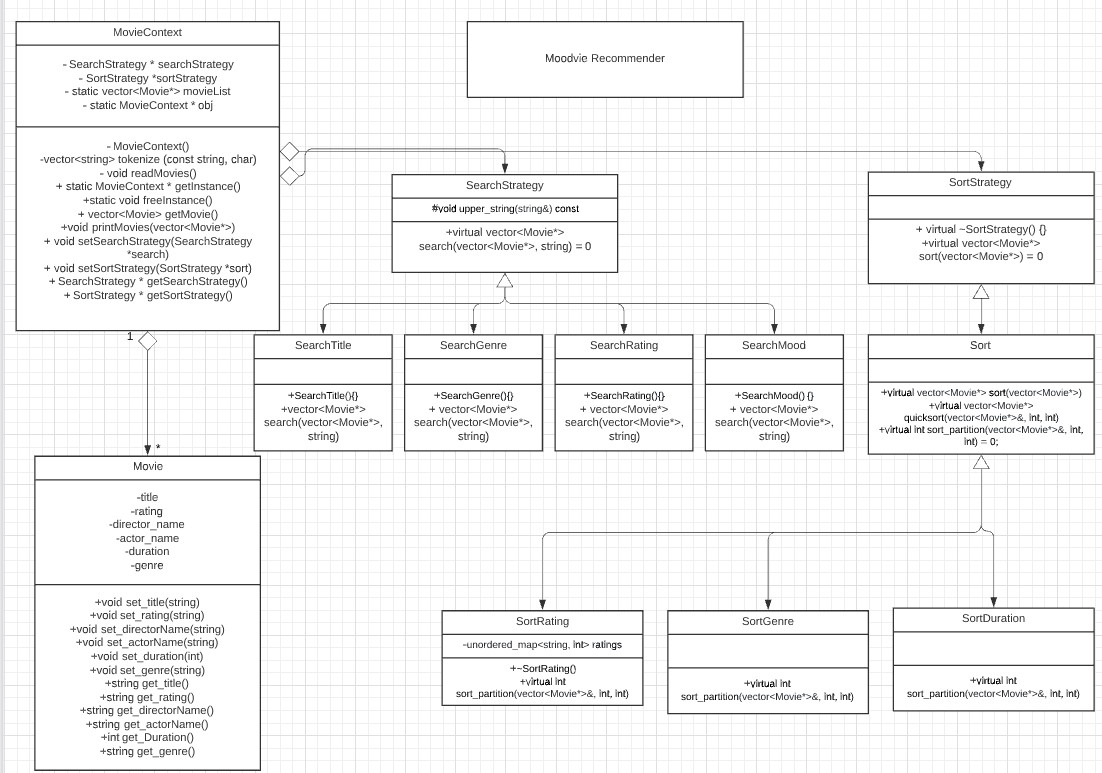 MovieContext
- SearchStrategy * searchStrategy
- SortStrategy *sortStrategy
- static vector<Movie*> movieList
- static MovieContext * obj
- MovieContext()
-vector<string> tokenize (const string, char)
- void readMovies()
+ static MovieContext * getInstance()
+static void freeInstance()
+ vector<Movie> getMovie()
+void printMovies(vector<Movie*>)
+ void setSearchStrategy(SearchStrategy
*search)
+ void setSortStrategy(SortStrategy *sort)
+ SearchStrategy * getSearchStrategy()
+ SortStrategy * getSortStrategy()
Moodvie Recommender
SearchStrategy
#void upper_string(string&) const
+virtual vector<Movie*>
search(vector<Movie*>, string) = 0
SortStrategy
+ virtual ~SortStrategy() {}
+virtual vector<Movie*>
sort(vector<Movie*>) = 0
1
*
SearchTitle
+SearchTitle(){}
+vector<Movie*>
search(vector<Movie*>,
string)
SearchGenre
+SearchGenre(){}
+ vector<Movie*>
search(vector<Movie*>,
string)
SearchRating
+SearchRating(){}
+ vector<Movie*>
search(vector<Movie*>,
string)
SearchMood
+SearchMood() {}
+ vector<Movie*>
search(vector<Movie*>,
string)
Sort
+virtual vector<Movie*> sort(vector<Movie*>)
+virtual vector<Movie*>
quicksort(vector<Movie*>&, int, int)
+virtual int sort_partition(vector<Movie*>&, int,
int) = 0;
Movie
-title
-rating
-director_name
-actor_name
-duration
-genre
+void set_title(string)
+void set_rating(string)
+void set_directorName(string)
+void set_actorName(string)
+void set_duration(int)
+void set_genre(string)
+string get_title()
+string get_rating()
+string get_directorName()
+string get_actorName()
+int get_Duration()
+string get_genre()
SortRating
-unordered_map<string, int> ratings
+~SortRating()
+virtual int
sort_partition(vector<Movie*>&, int, int)
SortGenre
+virtual int
sort_partition(vector<Movie*>&, int, int)
SortDuration
+virtual int
sort_partition(vector<Movie*>&, int, int)